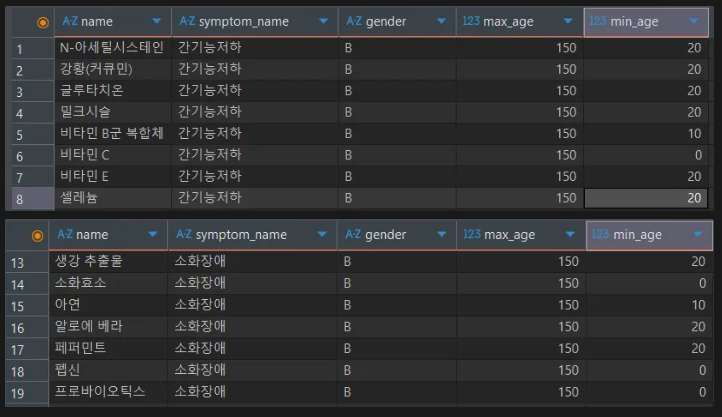 A-Z name A-Z symptom_name A-Z gender 123 max_age 123 min_age
1 N-아세틸시스테인 간기능저하 B 150 20
2 강황(커큐민) 간기능저하 B 150 20
3 글루타치온 간기능저하 B 150 20
4 밀크시슬 간기능저하 B 150 20
5 비타민 B군 복합체 간기능저하 B 150 10
6 비타민 C 간기능저하 B 150 0
7 비타민 E 간기능저하 B 150 20
8 셀레늄 간기능저하 B 150 20
A-Z name A-Z symptom_name A-Z gender 123 max_age 123 min_age
13 생강 추출물 소화장애 B 150 20
14 소화효소 소화장애 B 150 0
15 아연 소화장애 B 150 10
16 알로에 베라 소화장애 B 150 20
17 페퍼민트 소화장애 B 150 20
18 펩신 소화장애 B 150 0
19 프로바이오틱스 소화장애 B 150 0